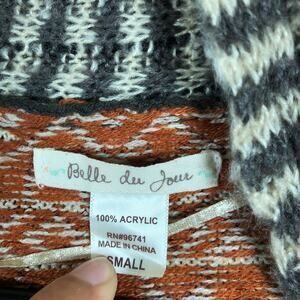 Belle du Jour
100% ACRYLIC
RN#96741
MADE IN CHINA
SMALL